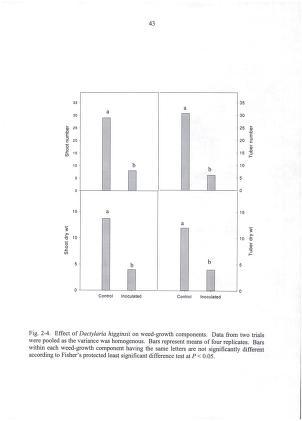 43
35
30
25
20
15
10
5
0
Shoot number
a
b
a
b
35
30
25
20
15
10
5
0
Tuber number
15
10
5
0
Shoot dry wt
a
b
a
b
15
10
5
0
Tuber dry wt
Control Inoculated Control Inoculated
Fig. 2-4. Effect of Dactylaria higginsii on weed-growth components. Data from two trials
were pooled as the variance was homogenous. Bars represent means of four replicates. Bars
within each weed-growth component having the same letters are not significantly different
according to Fisher's protected least significant difference test at P < 0.05.